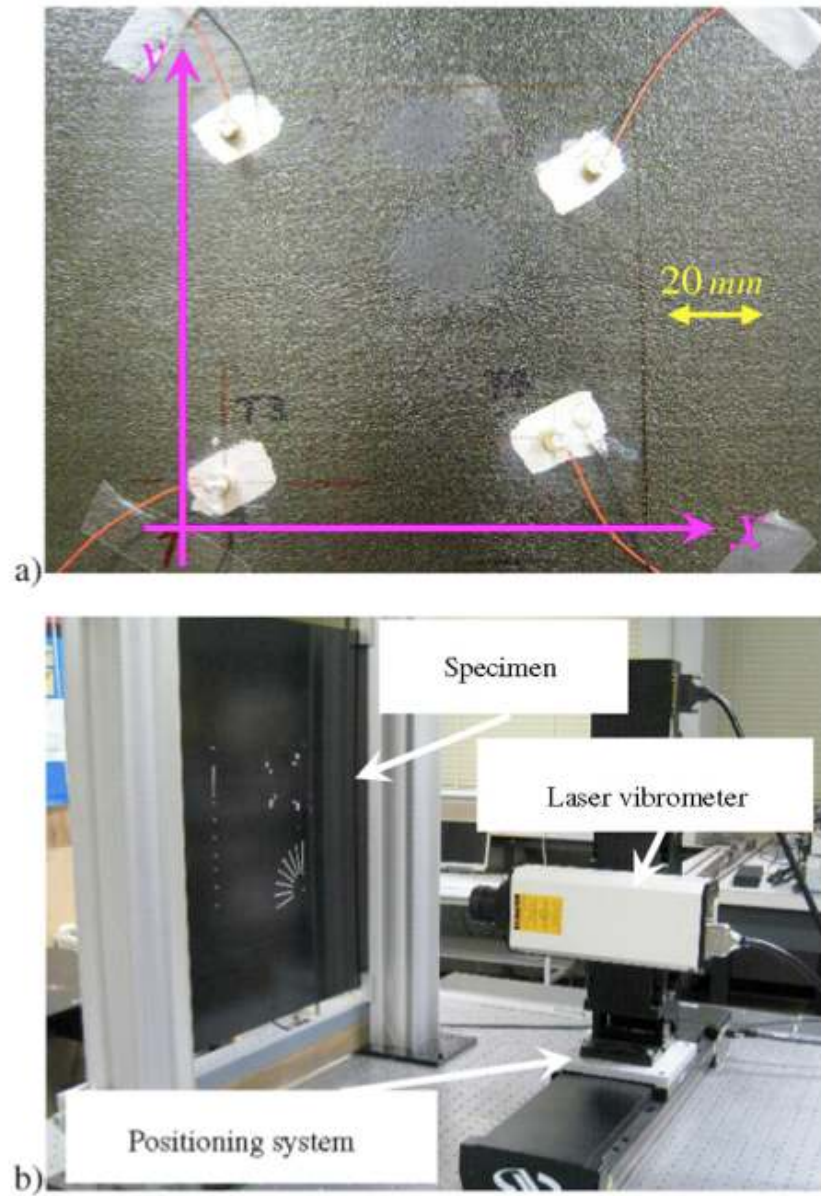 y
20 mm
T3
x
a)
Specimen
Laser vibrometer
Positioning system
b)